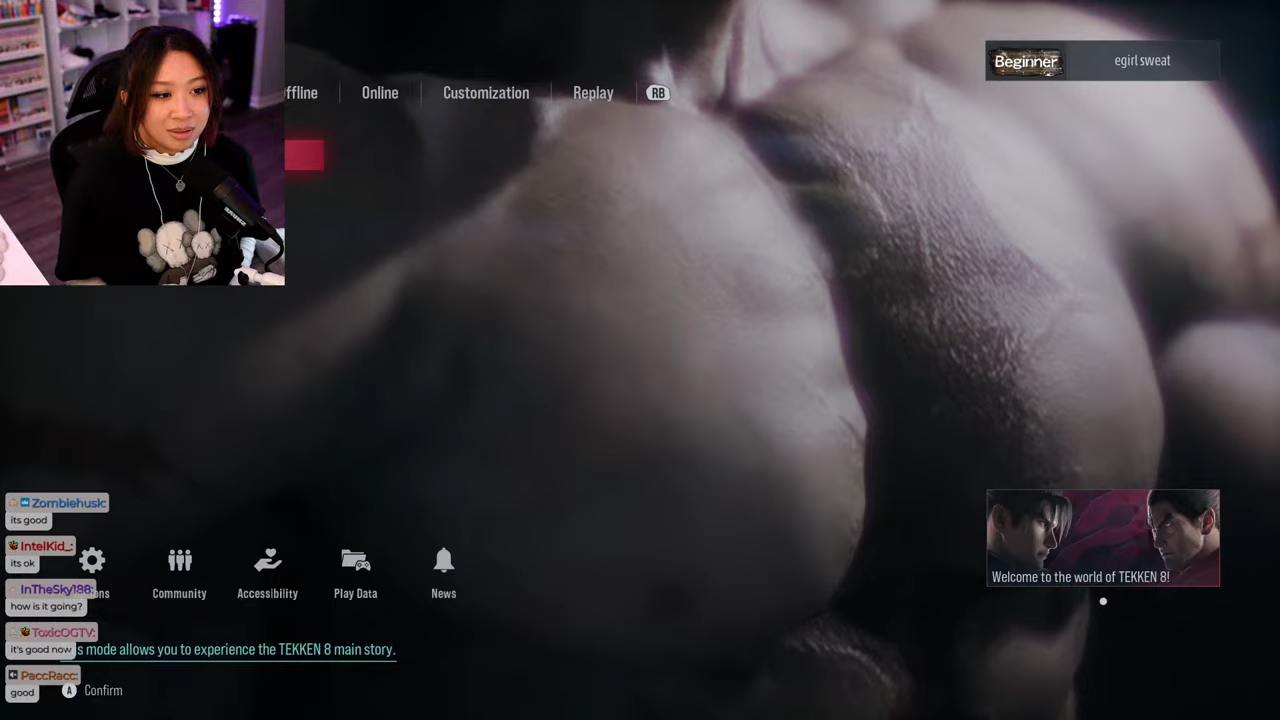 ffline
Online
Customization
Replay
RB
Beginner
egirl sweat
Zombiehusk:
its good
IntelKid_:
its ok
InTheSky188:
how is it going?
ToxicOGTV:
it's good now
PaccRacc:
good
ons
Community
Accessibility
Play Data
News
s mode allows you to experience the TEKKEN 8 main story.
A Confirm
Welcome to the world of TEKKEN 8!